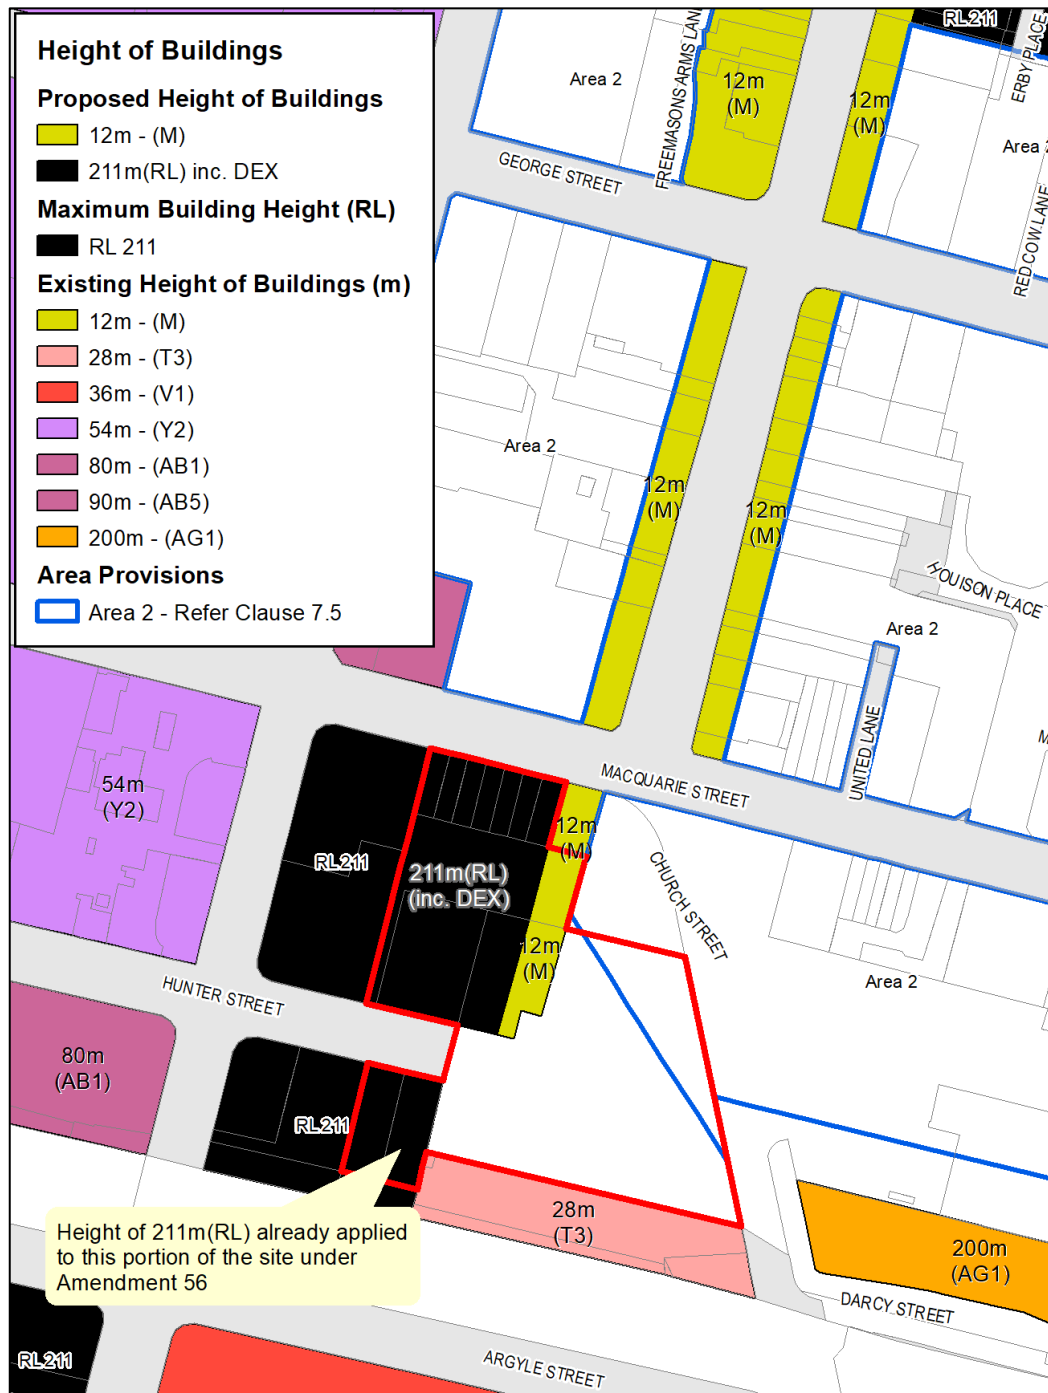 Height of Buildings
Proposed Height of Buildings
12m - (M)
211m(RL) inc. DEX
Maximum Building Height (RL)
RL 211
Existing Height of Buildings (m)
12m - (M)
28m - (T3)
36m - (V1)
54m - (Y2)
80m - (AB1)
90m - (AB5)
200m - (AG1)
Area Provisions
Area 2 - Refer Clause 7.5
RL211
Area 2
FREEMASONS ARMS LANE
12m
(M)
12m
(M)
ERBY PLACE
Area 2
GEORGE STREET
RED COW LANE
Area 2
12m
(M)
12m
(M)
HOUISON PLACE
Area 2
UNITED LANE
MACQUARIE STREET
54m
(Y2)
RL211
211m(RL)
(inc. DEX)
12m
(M)
CHURCH STREET
12m
(M)
Area 2
HUNTER STREET
80m
(AB1)
RL211
28m
(T3)
200m
(AG1)
Height of 211m(RL) already applied
to this portion of the site under
Amendment 56
DARCY STREET
RL211
ARGYLE STREET